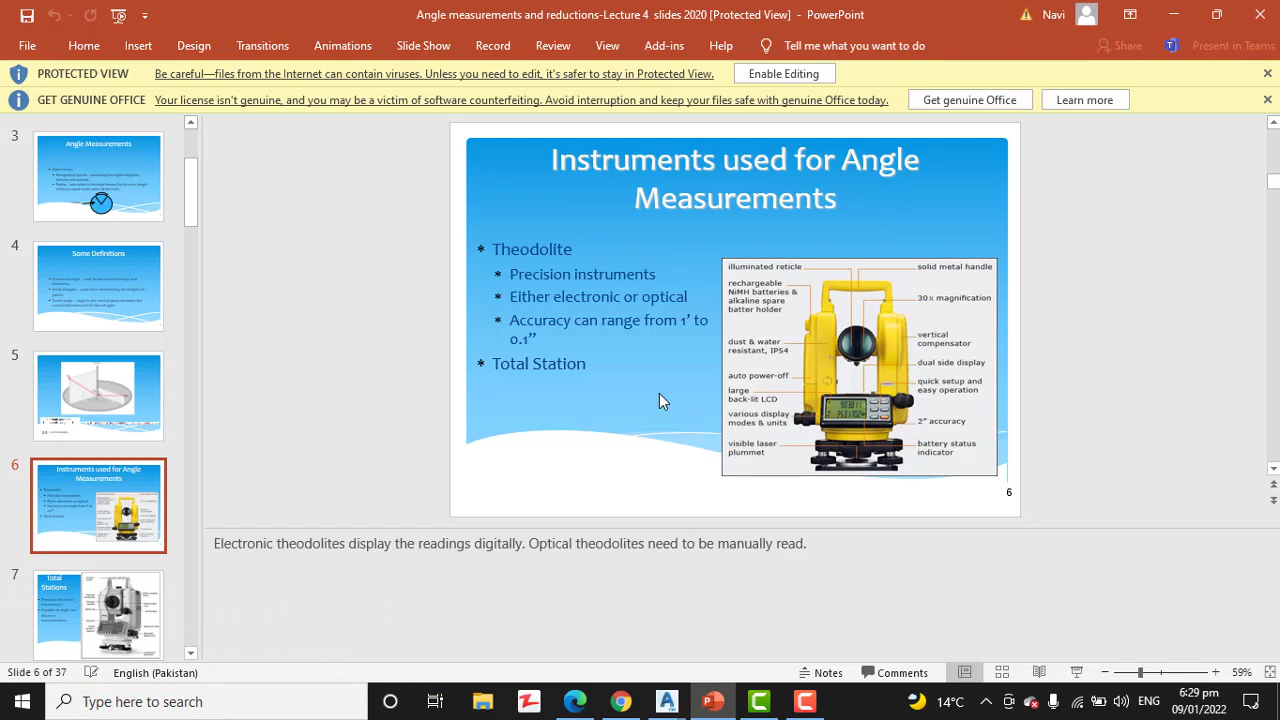 Angle measurements and reductions-Lecture 4 slides 2020 [Protected View] - PowerPoint
Navi
File Home Insert Design Transitions Animations Slide Show Record Review View Add-ins Help Tell me what you want to do Share Present in Teams
PROTECTED VIEW Be careful—files from the Internet can contain viruses. Unless you need to edit, it's safer to stay in Protected View. Enable Editing
GET GENUINE OFFICE Your license isn't genuine, and you may be a victim of software counterfeiting. Avoid interruption and keep your files safe with genuine Office today. Get genuine Office Learn more
3
Angle Measurements
4
Some Definitions
5
6
Instruments used for Angle
Measurements
7
Total
Stations
Instruments used for Angle
Measurements
* Theodolite
* Precision instruments
* Either electronic or optical
* Accuracy can range from 1' to
0.1”
* Total Station
illuminated reticle
rechargeable
NiMH batteries &
alkaline spare
batter holder
dust & water
resistant, IP54
auto power-off
large
back-lit LCD
various display
modes & units
visible laser
plummet
solid metal handle
30x magnification
vertical
compensator
dual side display
quick setup and
easy operation
2” accuracy
battery status
indicator
6
Electronic theodolites display the readings digitally. Optical theodolites need to be manually read.
Slide 6 of 37 English (Pakistan) Notes Comments 59%
Type here to search
14°C ENG
6:29 pm
09/01/2022